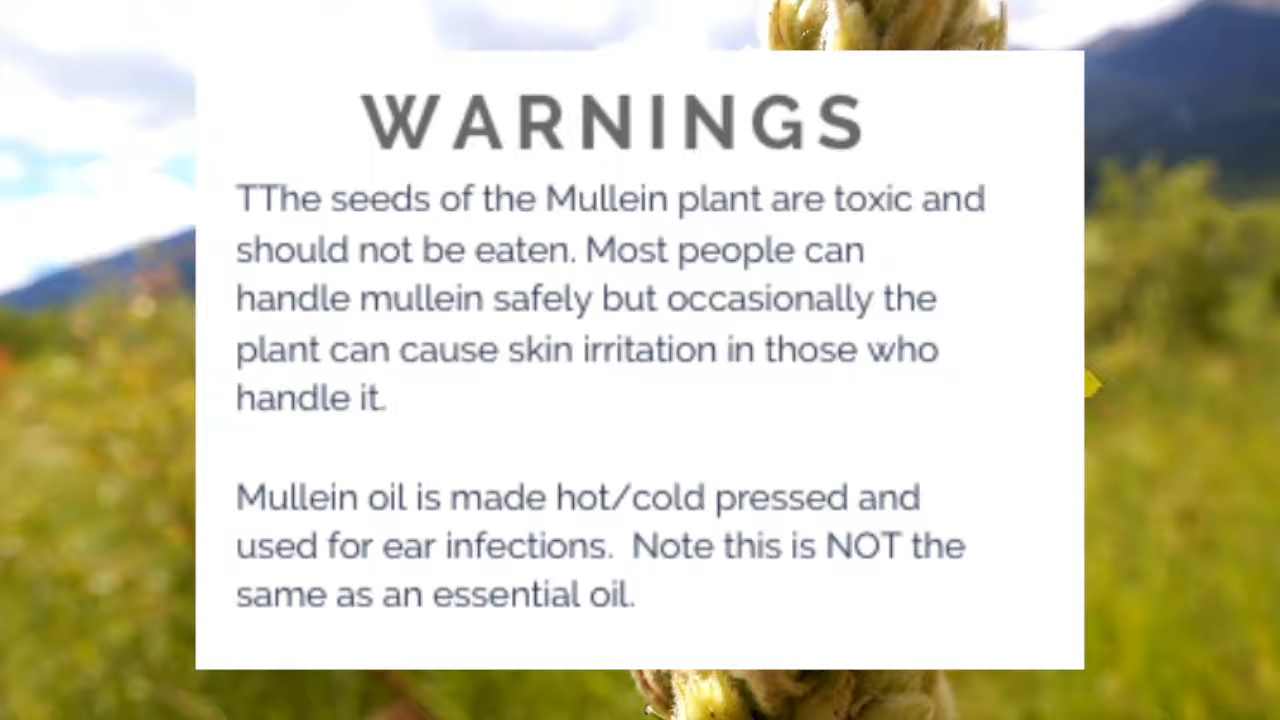 WARNINGS
TThe seeds of the Mullein plant are toxic and
should not be eaten. Most people can
handle mullein safely but occasionally the
plant can cause skin irritation in those who
handle it.
Mullein oil is made hot/cold pressed and
used for ear infections.  Note this is NOT the
same as an essential oil.